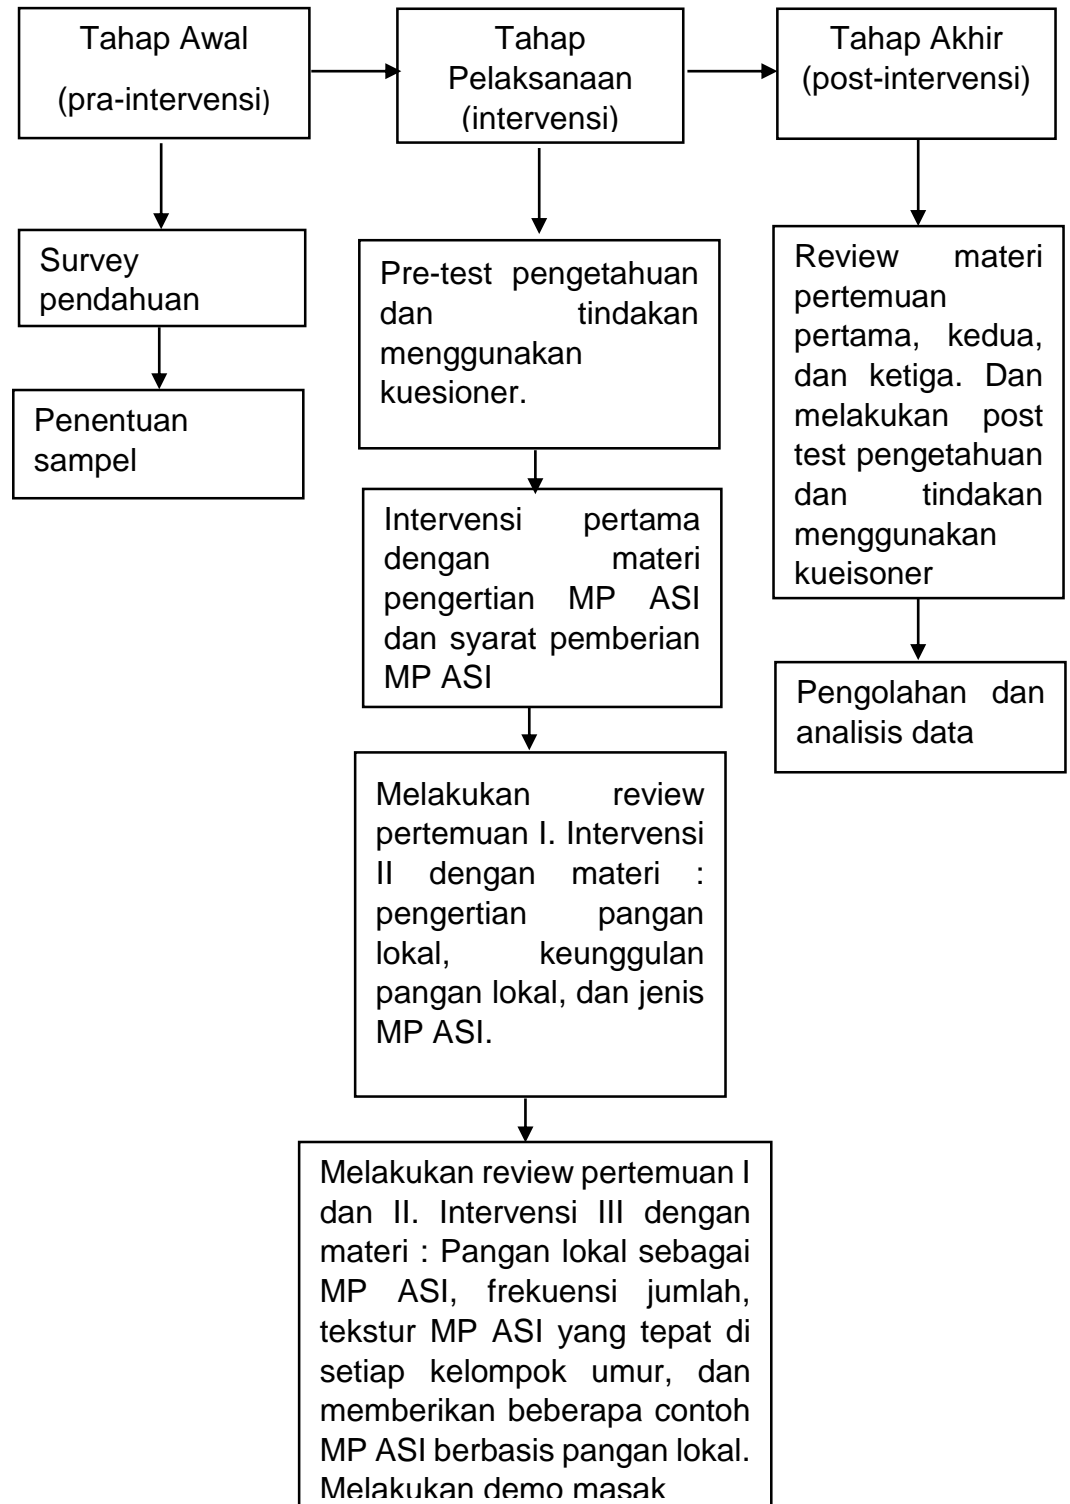 Tahap Awal
(pra-intervensi)
Tahap
Pelaksanaan
(intervensi)
Tahap Akhir
(post-intervensi)
Survey
pendahuan
Penentuan
sampel
Pre-test pengetahuan
dan tindakan
menggunakan
kuesioner.
Intervensi pertama
dengan materi
pengertian MP ASI
dan syarat pemberian
MP ASI
Melakukan review
pertemuan I. Intervensi
II dengan materi :
pengertian pangan
lokal, keunggulan
pangan lokal, dan jenis
MP ASI.
Melakukan review pertemuan I
dan II. Intervensi III dengan
materi : Pangan lokal sebagai
MP ASI, frekuensi jumlah,
tekstur MP ASI yang tepat di
setiap kelompok umur, dan
memberikan beberapa contoh
MP ASI berbasis pangan lokal.
Melakukan demo masak
Review materi
pertemuan
pertama, kedua,
dan ketiga. Dan
melakukan post
test pengetahuan
dan tindakan
menggunakan
kueisoner
Pengolahan dan
analisis data